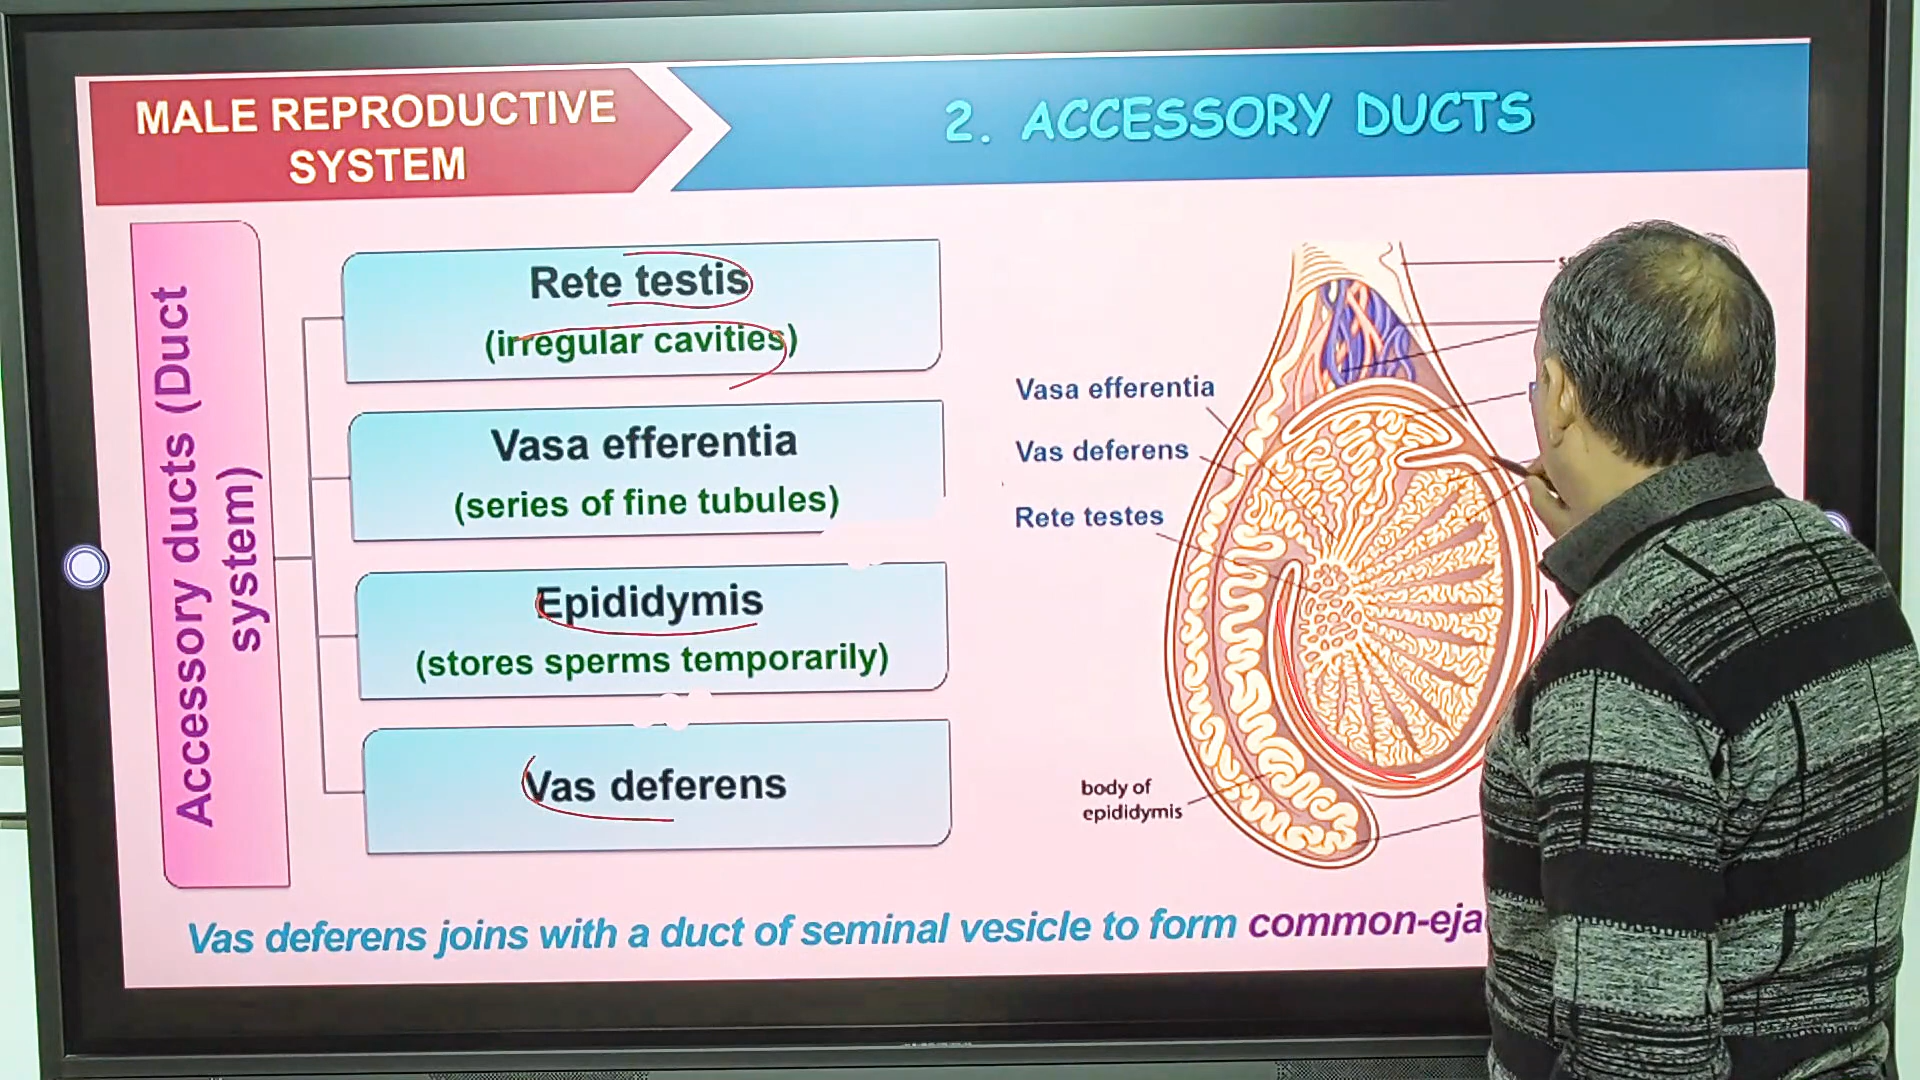 MALE REPRODUCTIVE
SYSTEM
2. ACCESSORY DUCTS
Accessory ducts (Duct
system)
Rete testis
(irregular cavities)
Vasa efferentia
(series of fine tubules)
Epididymis
(stores sperms temporarily)
Vas deferens
Vasa efferentia
Vas deferens
Rete testes
body of
epididymis
Vas deferens joins with a duct of seminal vesicle to form